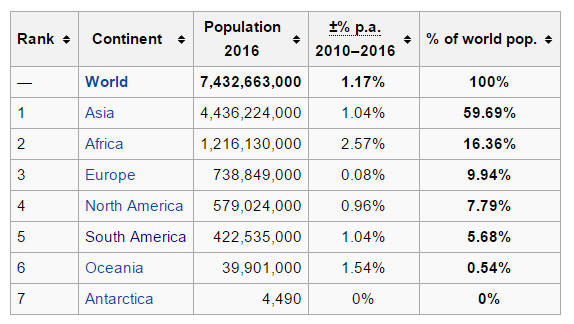 Rank Continent Population 2016 ±% p.a. 2010–2016 % of world pop.
— World 7,432,663,000 1.17% 100%
1 Asia 4,436,224,000 1.04% 59.69%
2 Africa 1,216,130,000 2.57% 16.36%
3 Europe 738,849,000 0.08% 9.94%
4 North America 579,024,000 0.96% 7.79%
5 South America 422,535,000 1.04% 5.68%
6 Oceania 39,901,000 1.54% 0.54%
7 Antarctica 4,490 0% 0%